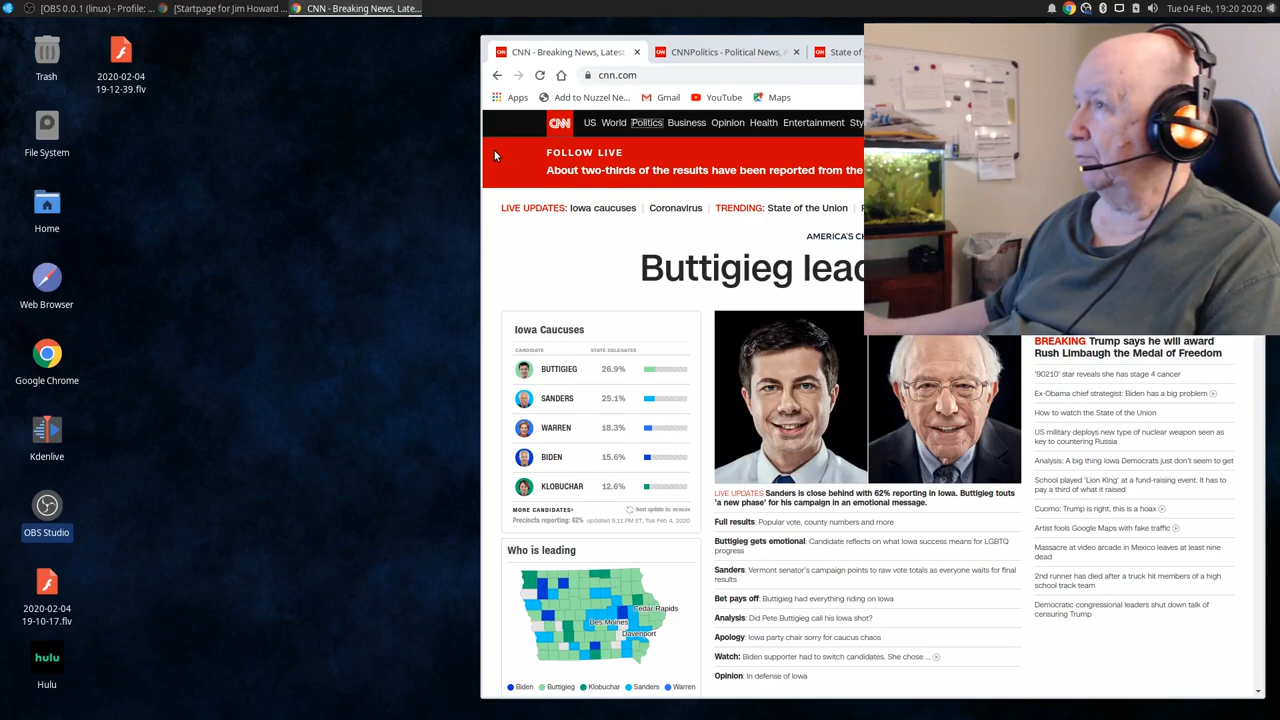 [OBS 0.0.1 (linux) - Profile: ...
[Startpage for Jim Howard ...
CNN - Breaking News, Late...
Tue 04 Feb, 19:20 2020
Trash
2020-02-04
19-12-39.flv
File System
Home
Web Browser
Google Chrome
Kdenlive
OBS Studio
2020-02-04
19-10-17.flv
hulu
Hulu
CNN - Breaking News, Latest
CNNPolitics - Political News, A
State of
cnn.com
Apps
Add to Nuzzel Ne...
Gmail
YouTube
Maps
CNN
US World Politics Business Opinion Health Entertainment Sty
FOLLOW LIVE
About two-thirds of the results have been reported from the
LIVE UPDATES: Iowa caucuses | Coronavirus | TRENDING: State of the Union
AMERICA'S CH
Buttigieg lead
Iowa Caucuses
CANDIDATE STATE DELEGATES
BUTTIGIEG 26.9%
SANDERS 25.1%
WARREN 18.3%
BIDEN 15.6%
KLOBUCHAR 12.6%
MORE CANDIDATES
Next update in:
Precincts reporting: 62% updated 5:11 PM ET, Tue Feb 4, 2020
Who is leading
Cedar Rapids
Des Moines
Davenport
Biden Buttigieg Klobuchar Sanders Warren
LIVE UPDATES Sanders is close behind with 62% reporting in Iowa. Buttigieg touts
'a new phase' for his campaign in an emotional message.
Full results: Popular vote, county numbers and more
Buttigieg gets emotional: Candidate reflects on what Iowa success means for LGBTQ
progress
Sanders: Vermont senator's campaign points to raw vote totals as everyone waits for final
results
Bet pays off: Buttigieg had everything riding on Iowa
Analysis: Did Pete Buttigieg call his Iowa shot?
Apology: Iowa party chair sorry for caucus chaos
Watch: Biden supporter had to switch candidates. She chose ...
Opinion: In defense of Iowa
BREAKING Trump says he will award
Rush Limbaugh the Medal of Freedom
'90210' star reveals she has stage 4 cancer
Ex-Obama chief strategist: Biden has a big problem
How to watch the State of the Union
US military deploys new type of nuclear weapon seen as
key to countering Russia
Analysis: A big thing Iowa Democrats just don't seem to get
School played 'Lion King' at a fund-raising event. It has to
pay a third of what it raised
Cuomo: Trump is right, this is a hoax
Artist fools Google Maps with fake traffic
Massacre at video arcade in Mexico leaves at least nine
dead
2nd runner has died after a truck hit members of a high
school track team
Democratic congressional leaders shut down talk of
censuring Trump